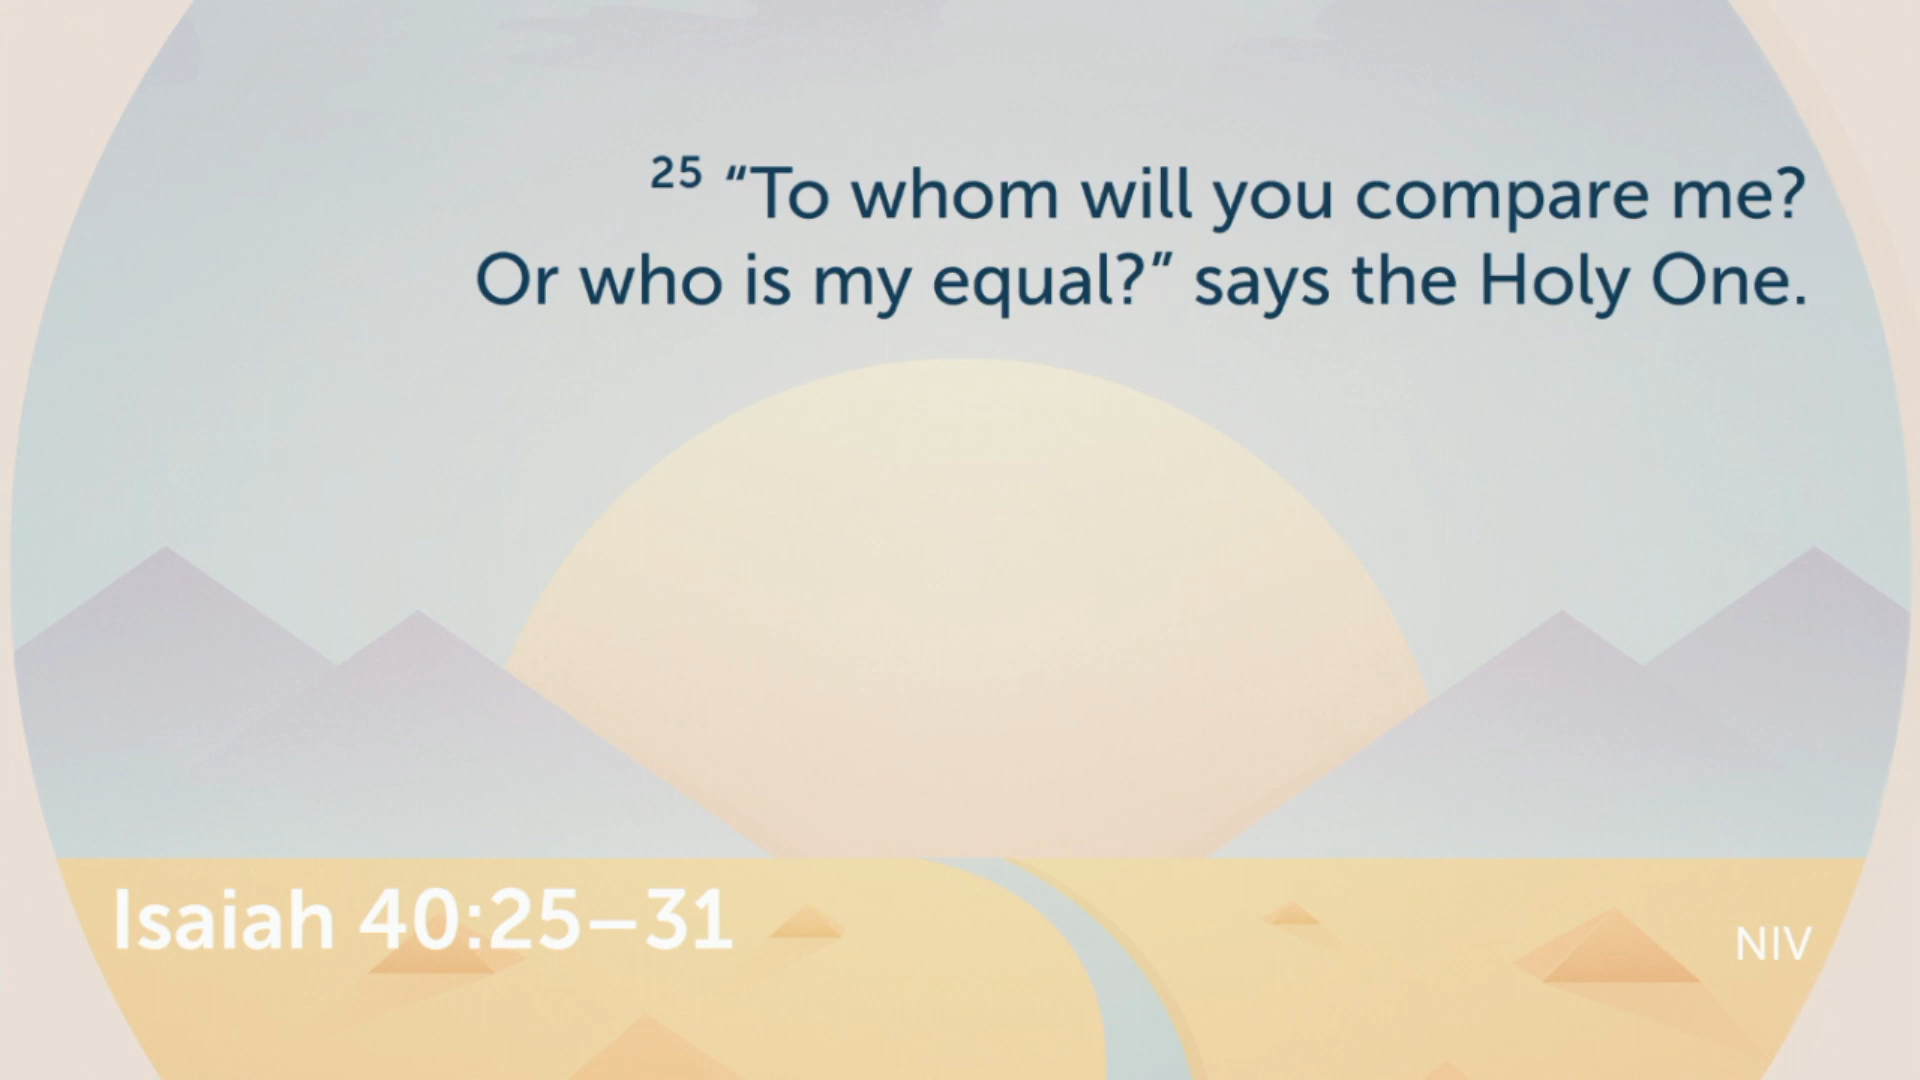 25 “To whom will you compare me?
Or who is my equal?” says the Holy One.
Isaiah 40:25–31
NIV